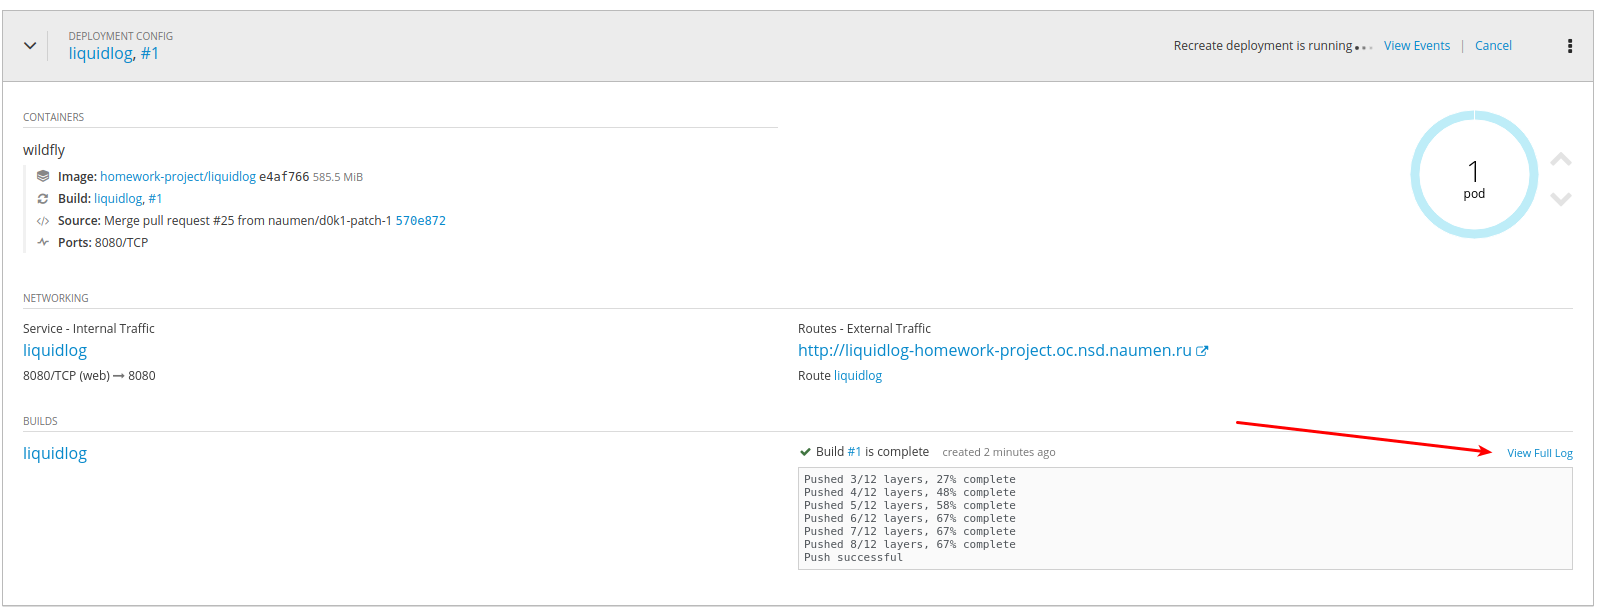 DEPLOYMENT CONFIG
liquidlog, #1
Recreate deployment is running... View Events | Cancel
CONTAINERS
wildfly
Image: homework-project/liquidlog e4af766 585.5 MiB
Build: liquidlog, #1
Source: Merge pull request #25 from naumen/d0k1-patch-1 570e872
Ports: 8080/TCP
1
pod
NETWORKING
Service - Internal Traffic
liquidlog
8080/TCP (web) → 8080
Routes - External Traffic
http://liquidlog-homework-project.oc.nsd.naumen.ru
Route liquidlog
BUILDS
liquidlog
Build #1 is complete created 2 minutes ago
View Full Log
Pushed 3/12 layers, 27% complete
Pushed 4/12 layers, 48% complete
Pushed 5/12 layers, 58% complete
Pushed 6/12 layers, 67% complete
Pushed 7/12 layers, 67% complete
Pushed 8/12 layers, 67% complete
Push successful